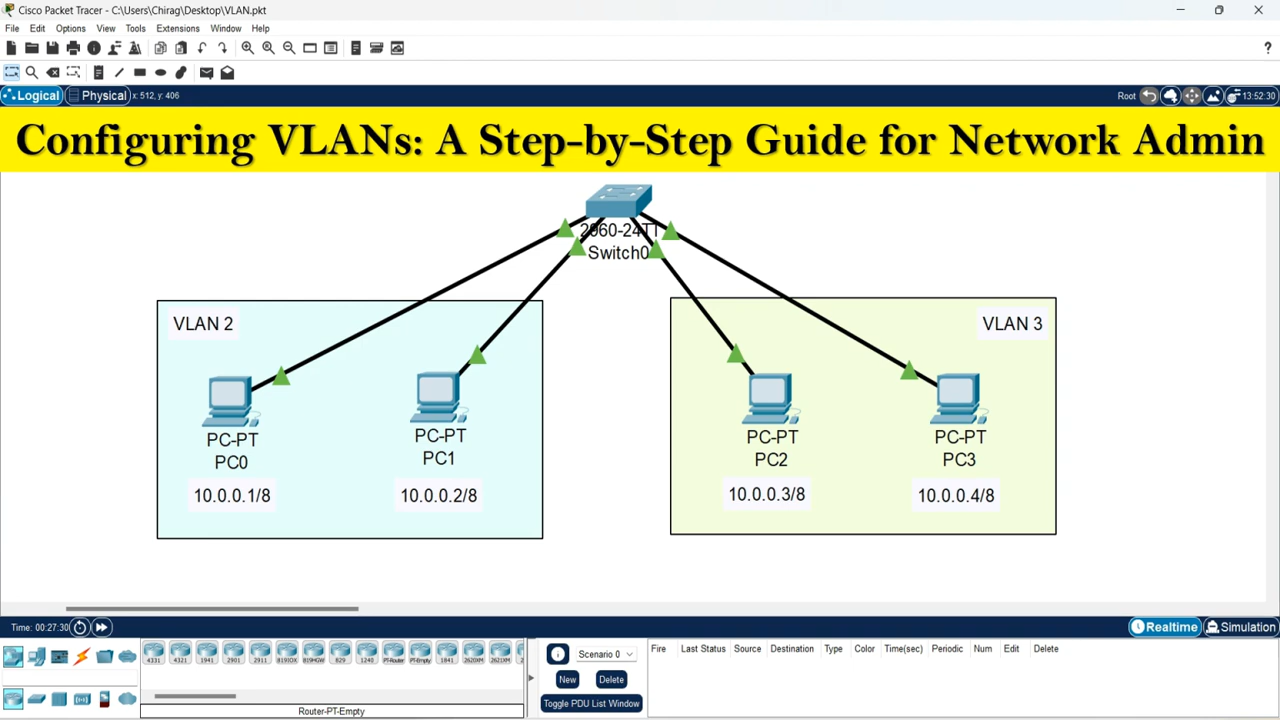 Cisco Packet Tracer - C:\Users\Chirag\Desktop\VLAN.pkt
File Edit Options View Tools Extensions Window Help
?
Logical Physical x: 512, y: 406
Root 13:52:30
Configuring VLANs: A Step-by-Step Guide for Network Admin
2960-24TT
Switch0
VLAN 2
VLAN 3
PC-PT
PC0
10.0.0.1/8
PC-PT
PC1
10.0.0.2/8
PC-PT
PC2
10.0.0.3/8
PC-PT
PC3
10.0.0.4/8
Time: 00:27:30
Realtime Simulation
4331 4321 1941 2901 2911 819IOX 819HGW 829 1240 PT-Router PT-Empty 1841 2620XM 2621XM 2
Router-PT-Empty
Scenario 0
New Delete
Toggle PDU List Window
Fire Last Status Source Destination Type Color Time(sec) Periodic Num Edit Delete